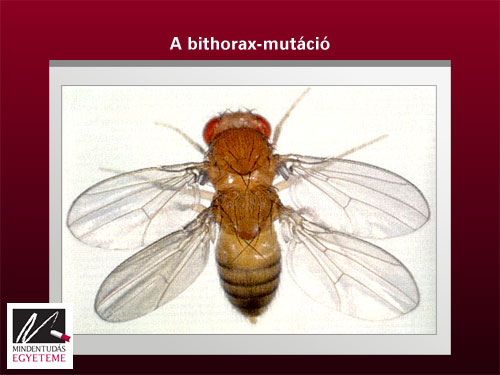 A bithorax-mutáció
MINDENTUDÁS
EGYETEME